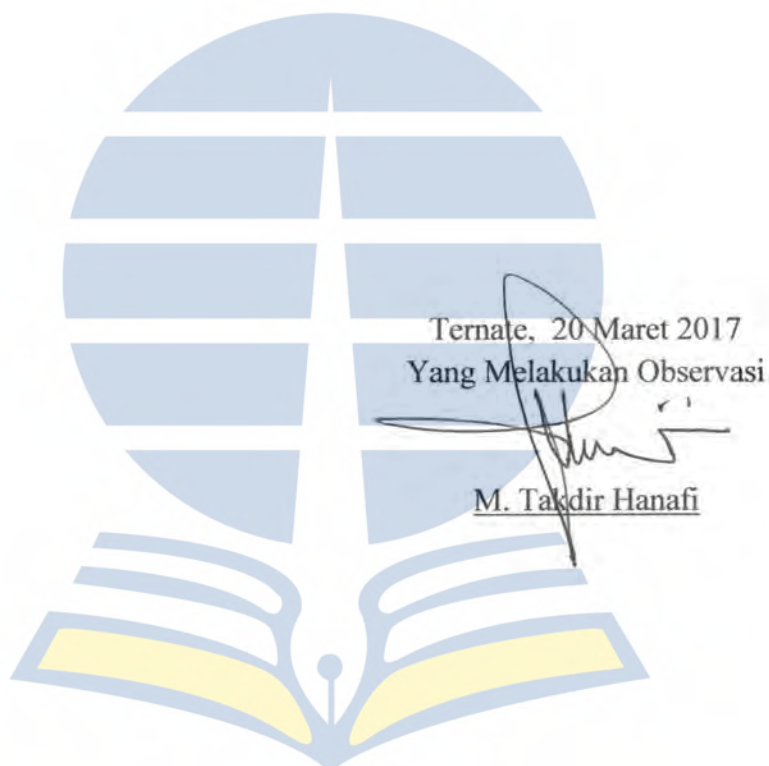 Ternate, 20 Maret 2017
Yang Melakukan Observasi
M. Takdir Hanafi